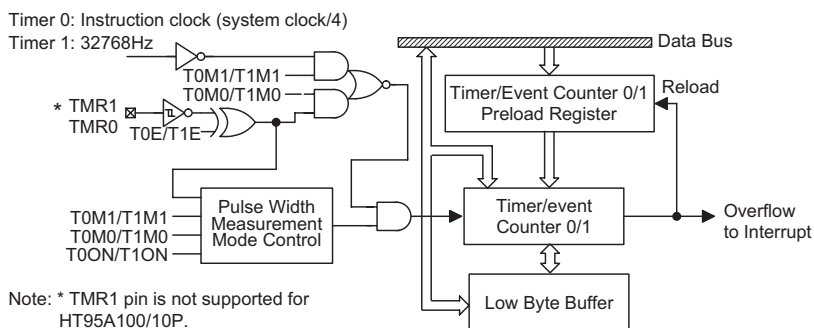 Timer 0: Instruction clock (system clock/4)
Timer 1: 32768Hz
T0M1/T1M1
T0M0/T1M0
* TMR1
TMR0
T0E/T1E
T0M1/T1M1
T0M0/T1M0
T0ON/T1ON
Pulse Width
Measurement
Mode Control
Data Bus
Timer/Event Counter 0/1
Preload Register
Reload
Timer/event
Counter 0/1
Overflow
to Interrupt
Low Byte Buffer
Note: * TMR1 pin is not supported for
HT95A100/10P.